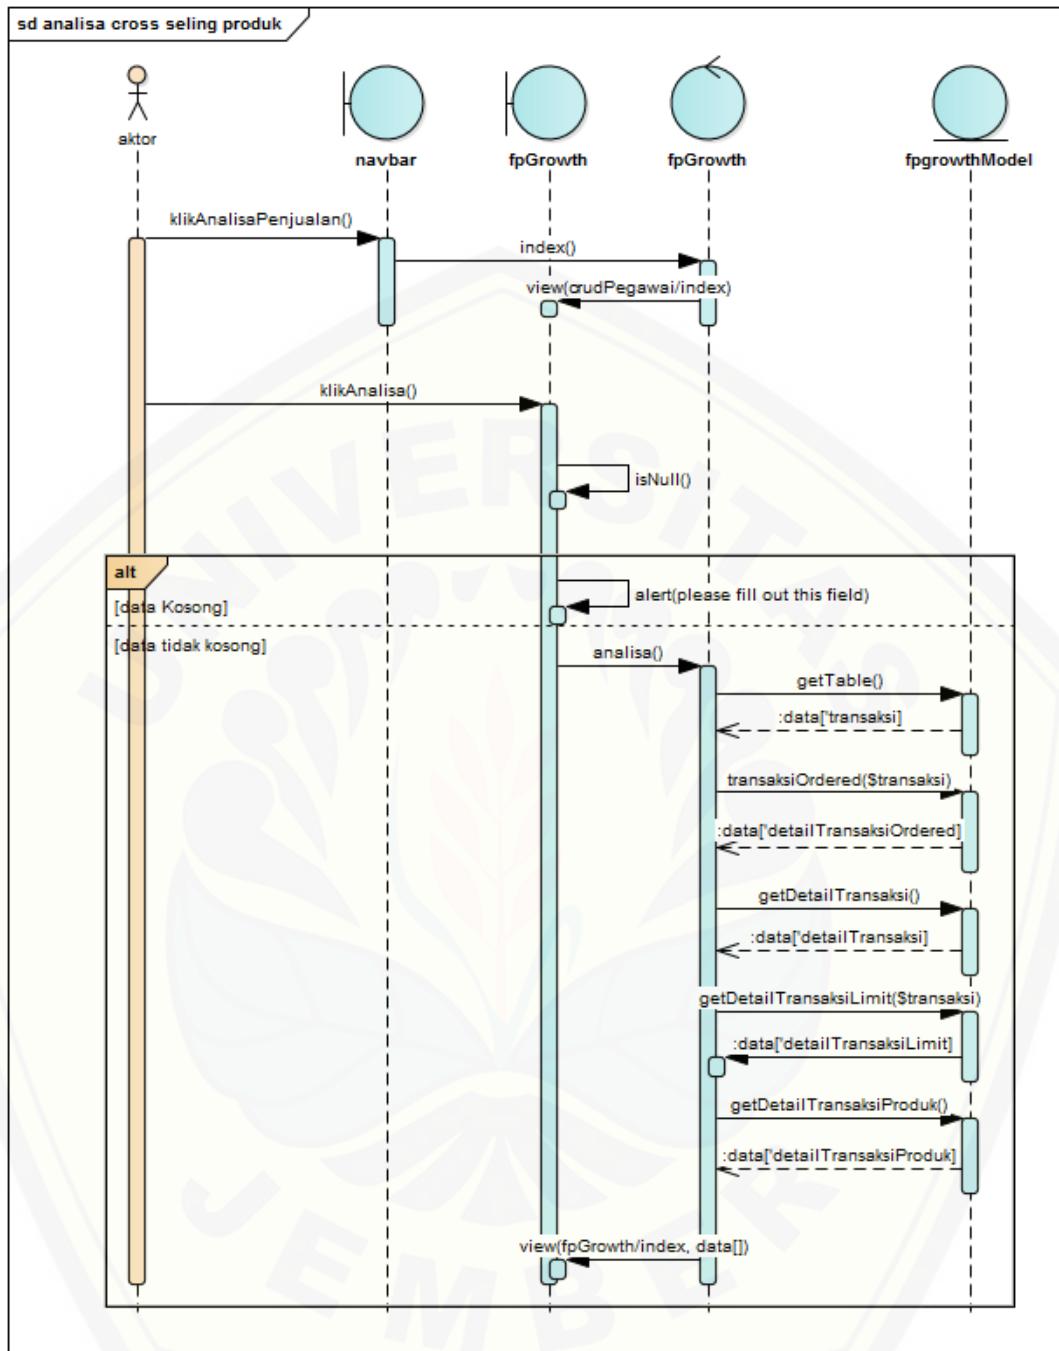 sd analisa cross seling produk
aktor
navbar
fpGrowth
fpGrowth
fpgrowthModel
klikAnalisaPenjualan()
index()
view(crudPegawai/index)
klikAnalisa()
isNull()
alt
[data Kosong]
alert(please fill out this field)
[data tidak kosong]
analisa()
getTable()
:data['transaksi]
transaksiOrdered($transaksi)
:data['detailTransaksiOrdered]
getDetailTransaksi()
:data['detailTransaksi]
getDetailTransaksiLimit($transaksi)
:data['detailTransaksiLimit]
getDetailTransaksiProduk()
:data['detailTransaksiProduk]
view(fpGrowth/index, data[])
UNIVERSITAS
JEMBER